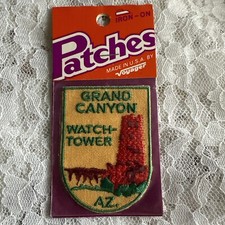 IRON-ON
Patches
MADE IN U.S.A. BY Voyager
GRAND
CANYON
WATCH-
TOWER
AZ.